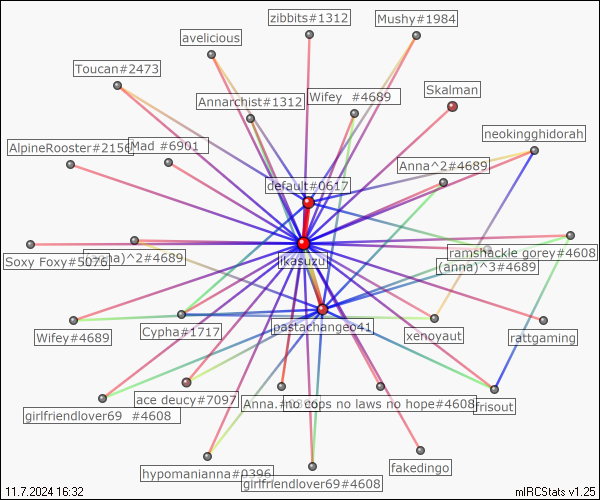 zibbits#1312
Mushy#1984
avelicious
Toucan#2473
Skalman
Wifey #4689
Annarchist#1312
neokingghidorah
Mad #6901
AlpineRooster#2156
Anna^2#4689
default#0617
ramshackle gorey#4608
ikasuzu
Soxy Foxy#5076
)^2#4689
(anna)^3#4689
Wifey#4689
Cypha#1717
pastachangeo41
xenoyaut
rattgaming
ace deucy#7097
Anna.
no cops no laws no hope#4608
frisout
girlfriendlover69 #4608
hypomanianna#0396
fakedingo
girlfriendlover69#4608
11.7.2024 16:32
mIRCStats v1.25